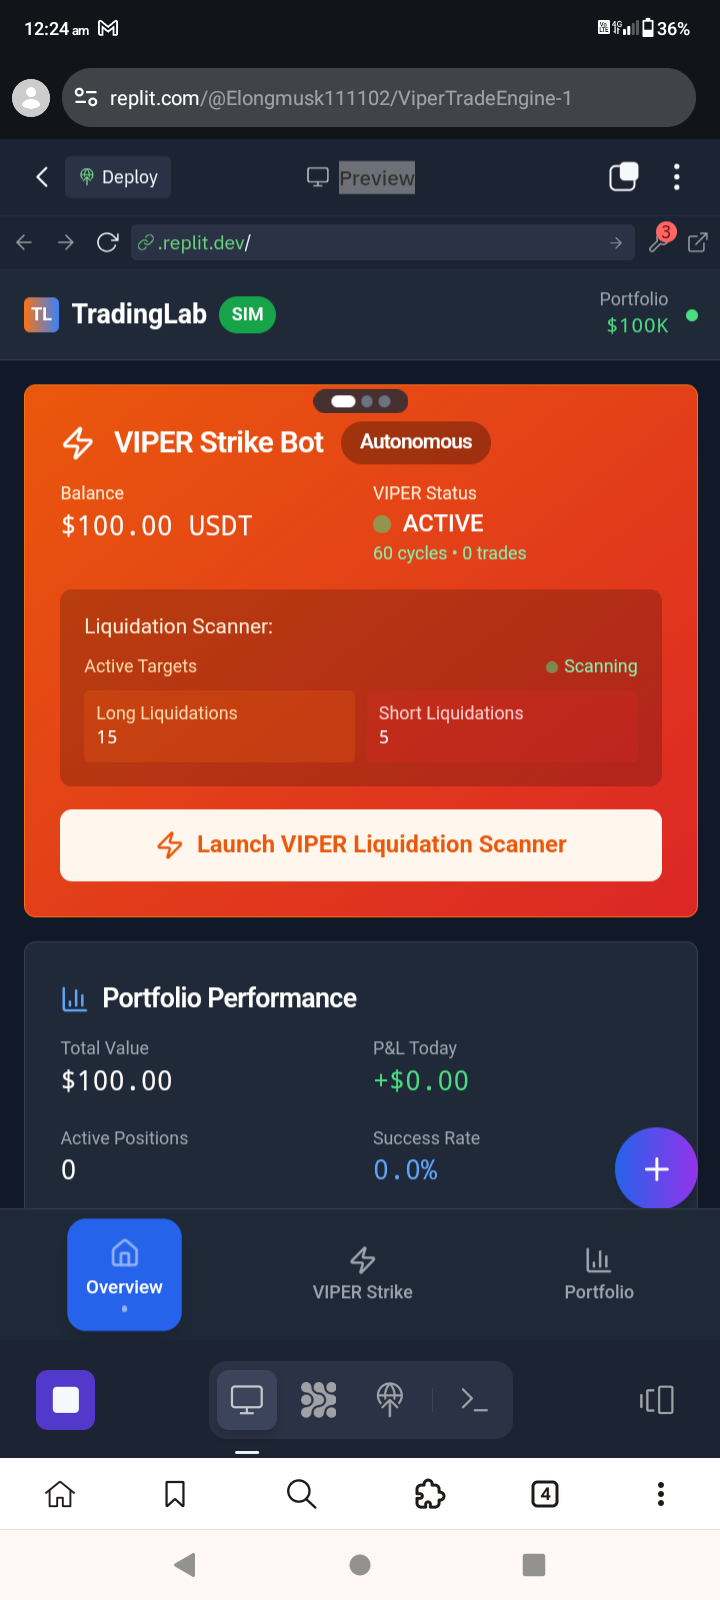 12:24 am
4G
36%
replit.com/@Elongmusk111102/ViperTradeEngine-1
Deploy
Preview
.replit.dev/
3
TL TradingLab SIM
Portfolio
$100K
VIPER Strike Bot Autonomous
Balance
$100.00 USDT
VIPER Status
ACTIVE
60 cycles • 0 trades
Liquidation Scanner:
Active Targets
Scanning
Long Liquidations
15
Short Liquidations
5
Launch VIPER Liquidation Scanner
Portfolio Performance
Total Value
$100.00
P&L Today
+$0.00
Active Positions
0
Success Rate
0.0%
Overview
VIPER Strike
Portfolio
4